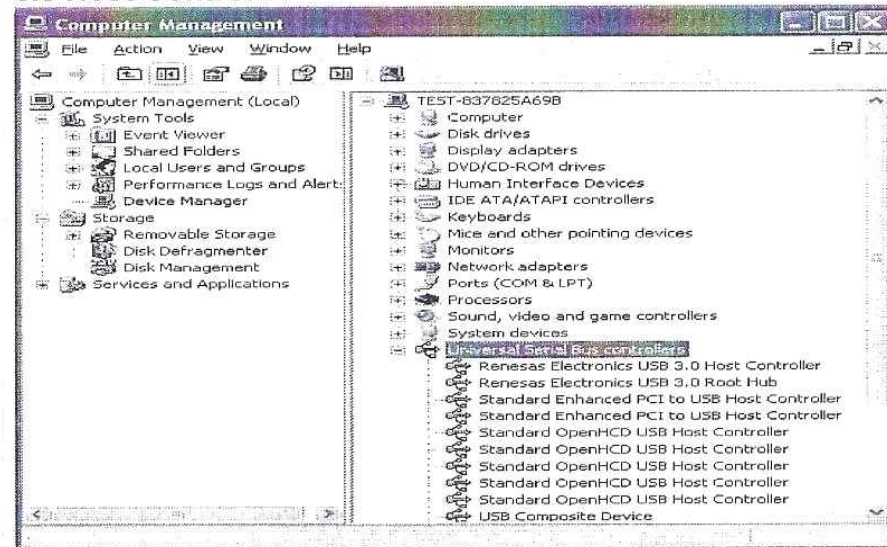 Computer Management
File Action View Window Help
Computer Management (Local)
System Tools
Event Viewer
Shared Folders
Local Users and Groups
Performance Logs and Alert:
Device Manager
Storage
Removable Storage
Disk Defragmenter
Disk Management
Services and Applications
TEST-837825A69B
Computer
Disk drives
Display adapters
DVD/CD-ROM drives
Human Interface Devices
IDE ATA/ATAPI controllers
Keyboards
Mice and other pointing devices
Monitors
Network adapters
Ports (COM & LPT)
Processors
Sound, video and game controllers
System devices
Universal Serial Bus controllers
Renesas Electronics USB 3.0 Host Controller
Renesas Electronics USB 3.0 Root Hub
Standard Enhanced PCI to USB Host Controller
Standard Enhanced PCI to USB Host Controller
Standard OpenHCD USB Host Controller
Standard OpenHCD USB Host Controller
Standard OpenHCD USB Host Controller
Standard OpenHCD USB Host Controller
Standard OpenHCD USB Host Controller
USB Composite Device